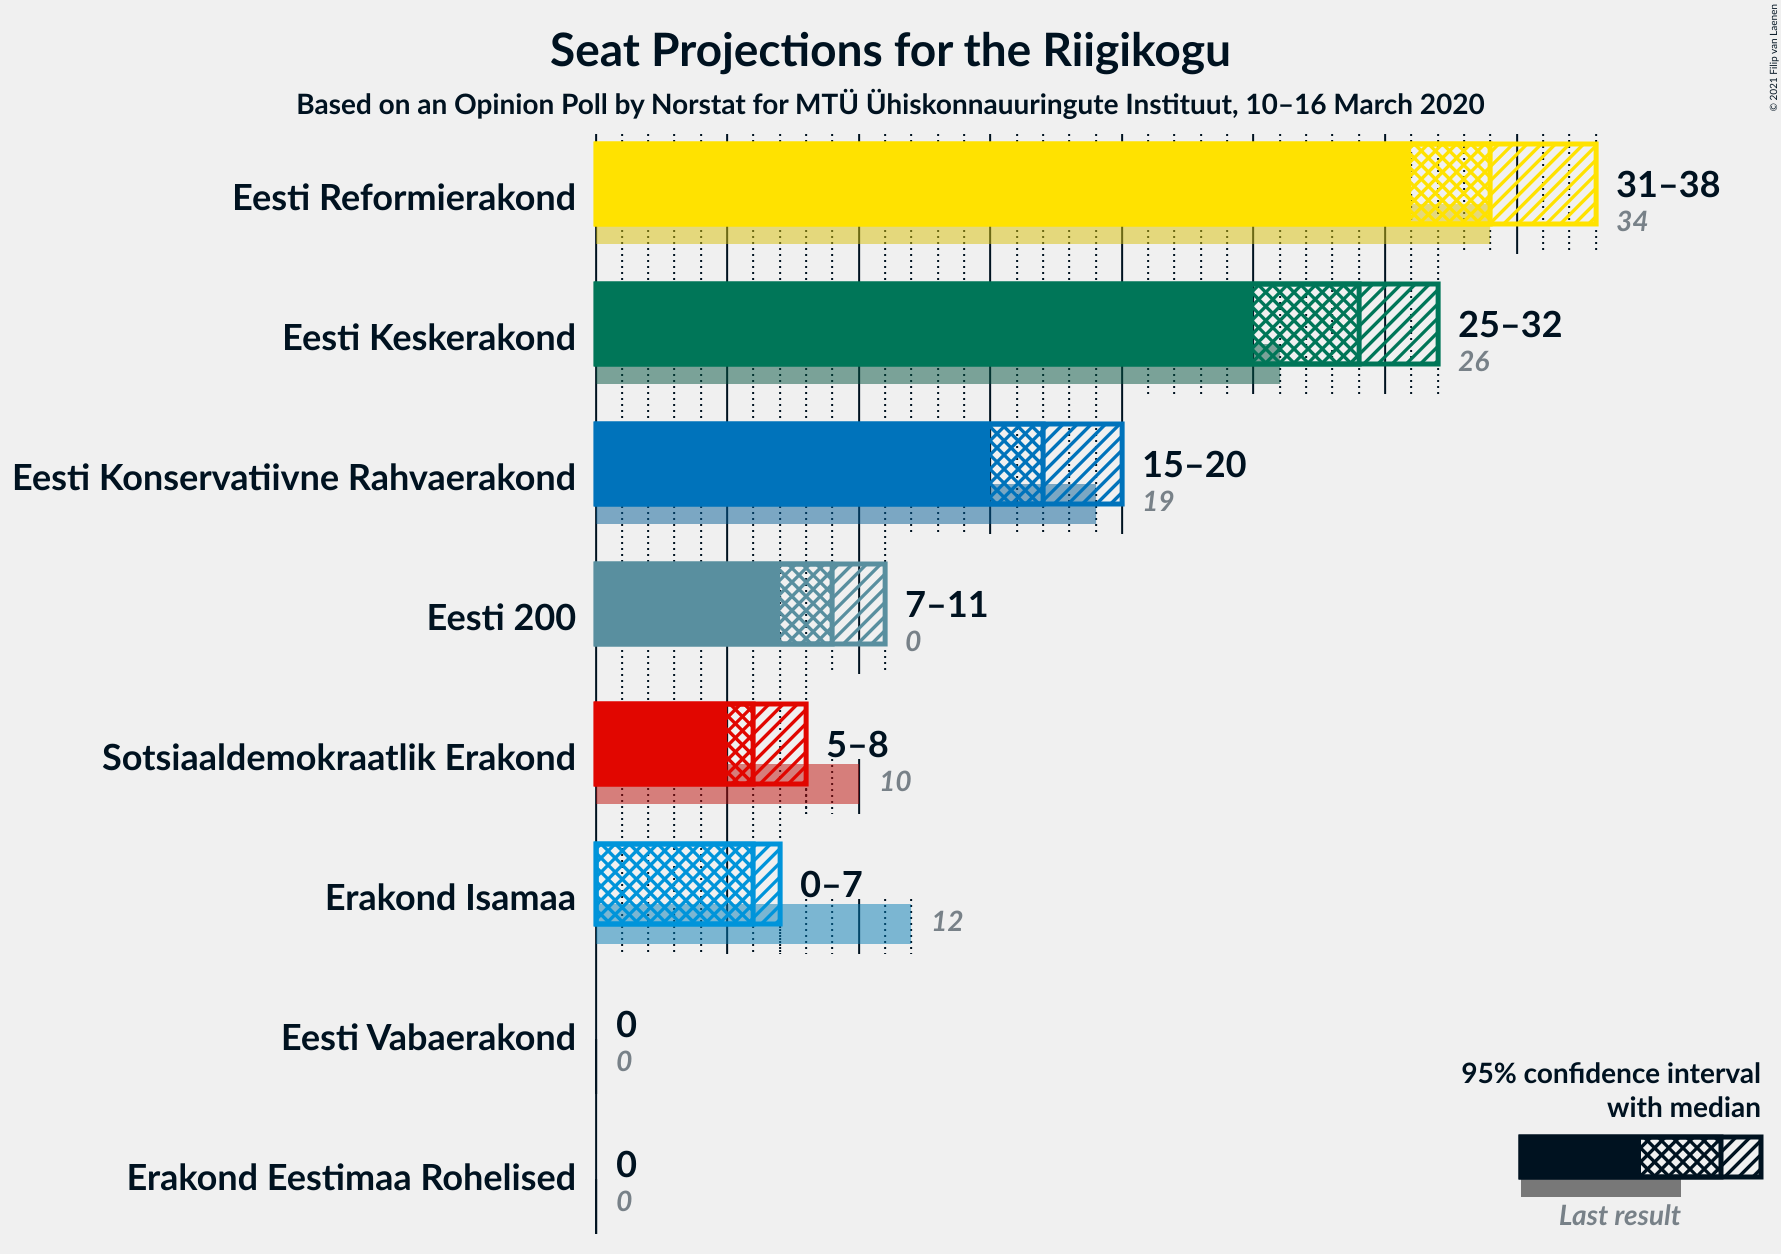 Seat Projections for the Riigikogu
Based on an Opinion Poll by Norstat for MTÜ Ühiskonnauuringute Instituut, 10–16 March 2020
© 2021 Filip van Laenen
Eesti Reformierakond
31–38
34
Eesti Keskerakond
25–32
26
Eesti Konservatiivne Rahvaerakond
15–20
19
Eesti 200
7–11
0
Sotsiaaldemokraatlik Erakond
5–8
10
Erakond Isamaa
0–7
12
Eesti Vabaerakond
0
0
Erakond Eestimaa Rohelised
0
0
95% confidence interval
with median
Last result